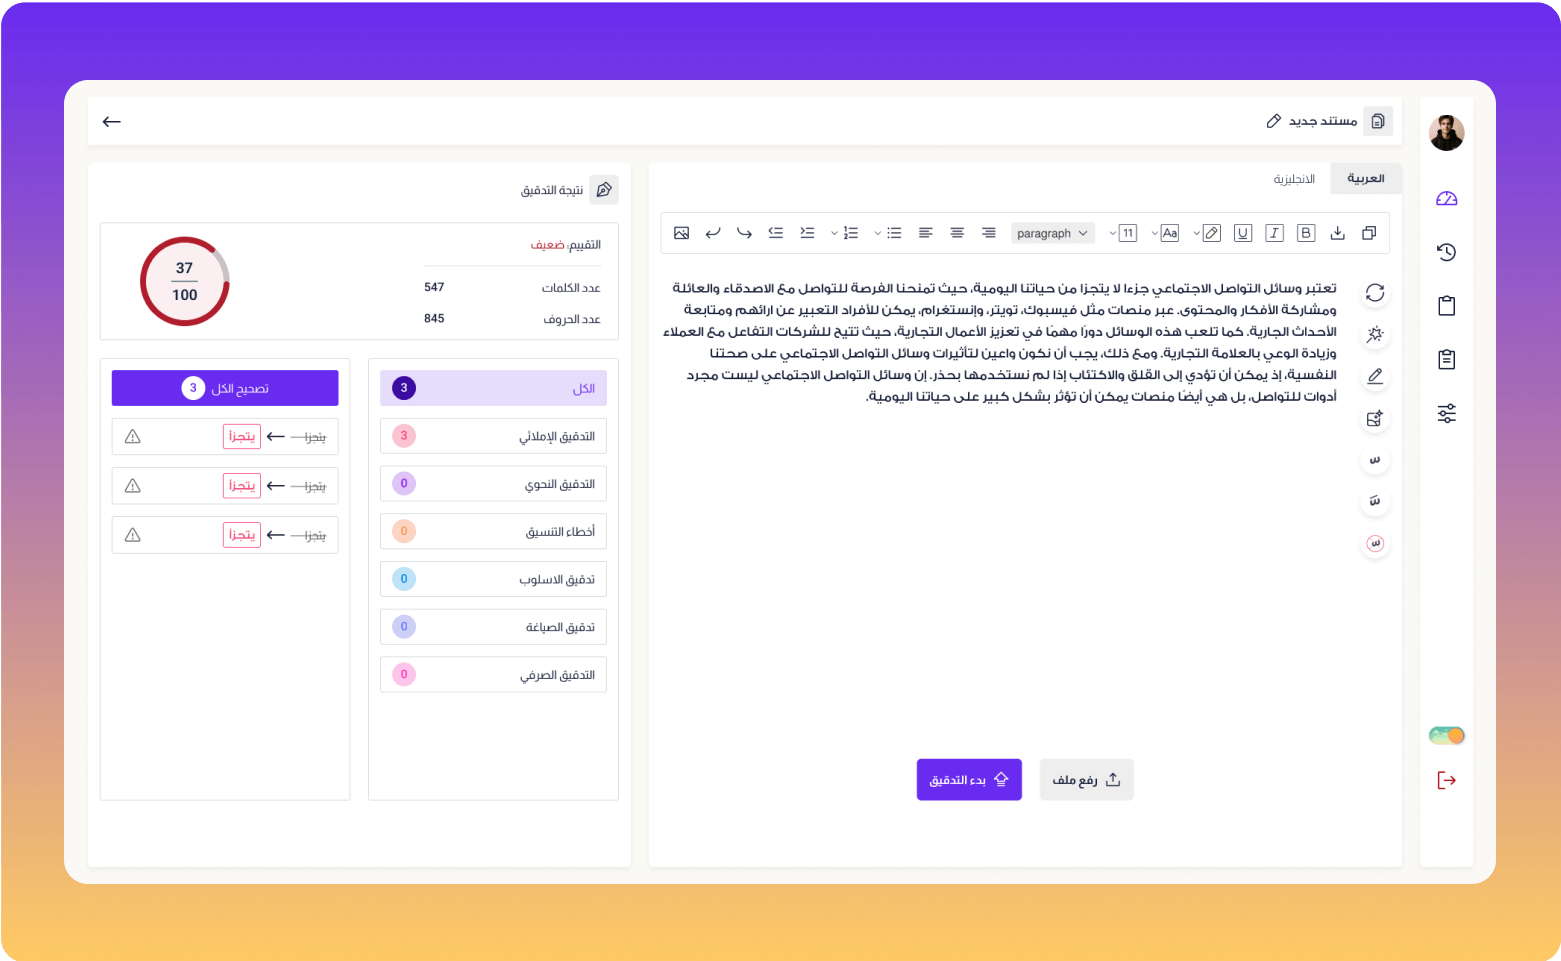 مستند جديد
العربية
الانجليزية
paragraph
11
Aa
U
I
B
تعتبر وسائل التواصل الاجتماعي جزءا لا يتجزا من حياتنا اليومية، حيث تمنحنا الفرصة للتواصل مع الاصدقاء والعائلة
ومشاركة الأفكار والمحتوى. عبر منصات مثل فيسبوك، تويتر، وإنستغرام، يمكن للأفراد التعبير عن ارائهم ومتابعة
الأحداث الجارية. كما تلعب هذه الوسائل دورًا مهمًا في تعزيز الأعمال التجارية، حيث تتيح للشركات التفاعل مع العملاء
وزيادة الوعي بالعلامة التجارية. ومع ذلك، يجب أن نكون واعين لتأثيرات وسائل التواصل الاجتماعي على صحتنا
النفسية، إذ يمكن أن تؤدي إلى القلق والاكتئاب إذا لم نستخدمها بحذر. إن وسائل التواصل الاجتماعي ليست مجرد
أدوات للتواصل، بل هي أيضًا منصات يمكن أن تؤثر بشكل كبير على حياتنا اليومية.
رفع ملف
بدء التدقيق
نتيجة التدقيق
التقييم: ضعيف
عدد الكلمات 547
عدد الحروف 845
37
100
الكل 3
التدقيق الإملائي 3
التدقيق النحوي 0
أخطاء التنسيق 0
تدقيق الاسلوب 0
تدقيق الصياغة 0
التدقيق الصرفي 0
تصحيح الكل 3
يتجزا ← يتجزأ
يتجزا ← يتجزأ
يتجزا ← يتجزأ